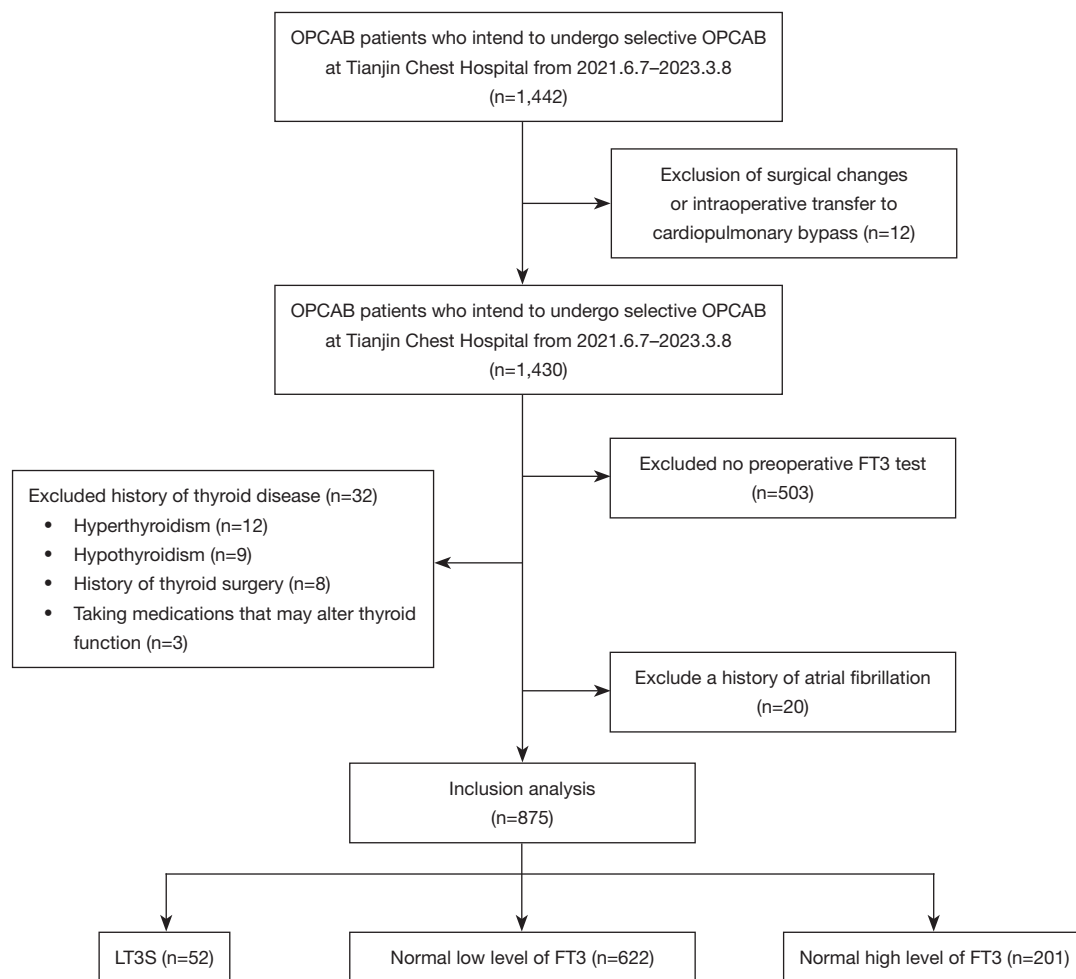 OPCAB patients who intend to undergo selective OPCAB
at Tianjin Chest Hospital from 2021.6.7–2023.3.8
(n=1,442)
Exclusion of surgical changes
or intraoperative transfer to
cardiopulmonary bypass (n=12)
OPCAB patients who intend to undergo selective OPCAB
at Tianjin Chest Hospital from 2021.6.7–2023.3.8
(n=1,430)
Excluded no preoperative FT3 test
(n=503)
Excluded history of thyroid disease (n=32)
• Hyperthyroidism (n=12)
• Hypothyroidism (n=9)
• History of thyroid surgery (n=8)
• Taking medications that may alter thyroid
function (n=3)
Exclude a history of atrial fibrillation
(n=20)
Inclusion analysis
(n=875)
LT3S (n=52)
Normal low level of FT3 (n=622)
Normal high level of FT3 (n=201)